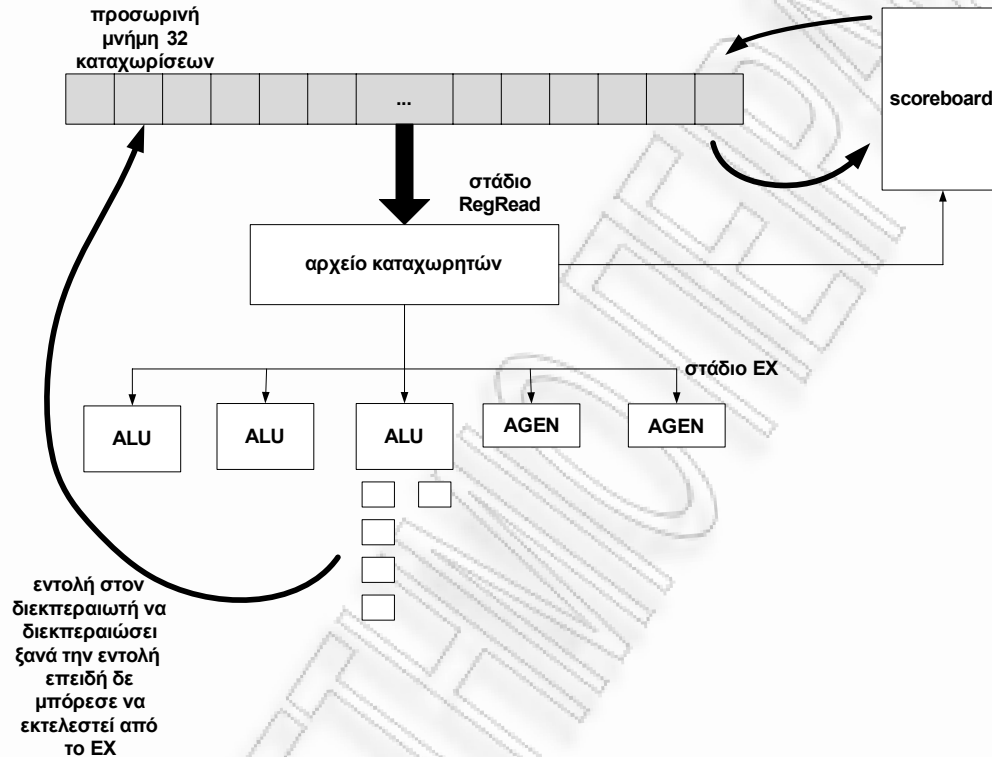 προσωρινή
μνήμη 32
καταχωρίσεων
...
scoreboard
στάδιο
RegRead
αρχείο καταχωρητών
στάδιο EX
ALU
ALU
ALU
AGEN
AGEN
εντολή στον
διεκπεραιωτή να
διεκπεραιώσει
ξανά την εντολή
επειδή δε
μπόρεσε να
εκτελεστεί από
το EX